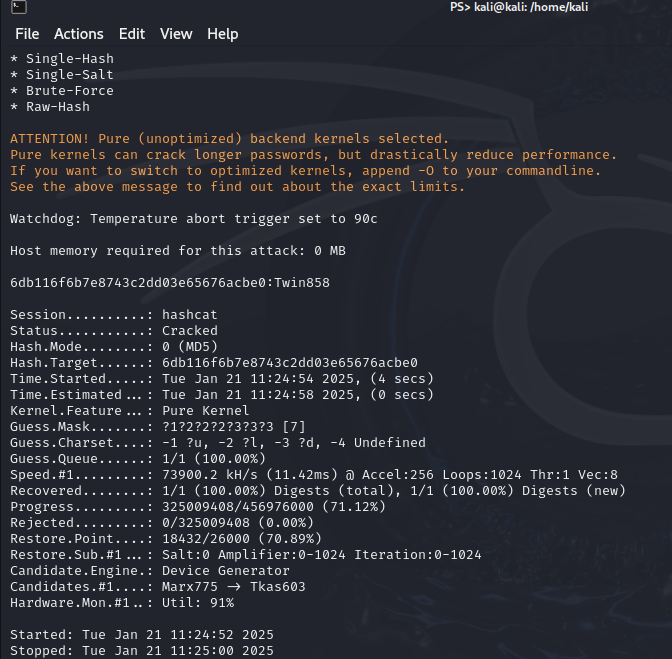 PS> kali@kali: /home/kali
File Actions Edit View Help
* Single-Hash
* Single-Salt
* Brute-Force
* Raw-Hash
ATTENTION! Pure (unoptimized) backend kernels selected.
Pure kernels can crack longer passwords, but drastically reduce performance.
If you want to switch to optimized kernels, append -O to your commandline.
See the above message to find out about the exact limits.
Watchdog: Temperature abort trigger set to 90c
Host memory required for this attack: 0 MB
6db116f6b7e8743c2dd03e65676acbe0:Twin858
Session..........: hashcat
Status...........: Cracked
Hash.Mode........: 0 (MD5)
Hash.Target......: 6db116f6b7e8743c2dd03e65676acbe0
Time.Started.....: Tue Jan 21 11:24:54 2025, (4 secs)
Time.Estimated...: Tue Jan 21 11:24:58 2025, (0 secs)
Kernel.Feature...: Pure Kernel
Guess.Mask.......: ?1?2?2?2?3?3?3 [7]
Guess.Charset....: -1 ?u, -2 ?l, -3 ?d, -4 Undefined
Guess.Queue......: 1/1 (100.00%)
Speed.#1.........: 73900.2 kH/s (11.42ms) @ Accel:256 Loops:1024 Thr:1 Vec:8
Recovered........: 1/1 (100.00%) Digests (total), 1/1 (100.00%) Digests (new)
Progress.........: 325009408/456976000 (71.12%)
Rejected.........: 0/325009408 (0.00%)
Restore.Point....: 18432/26000 (70.89%)
Restore.Sub.#1...: Salt:0 Amplifier:0-1024 Iteration:0-1024
Candidate.Engine.: Device Generator
Candidates.#1....: Marx775 -> Tkas603
Hardware.Mon.#1..: Util: 91%
Started: Tue Jan 21 11:24:52 2025
Stopped: Tue Jan 21 11:25:00 2025